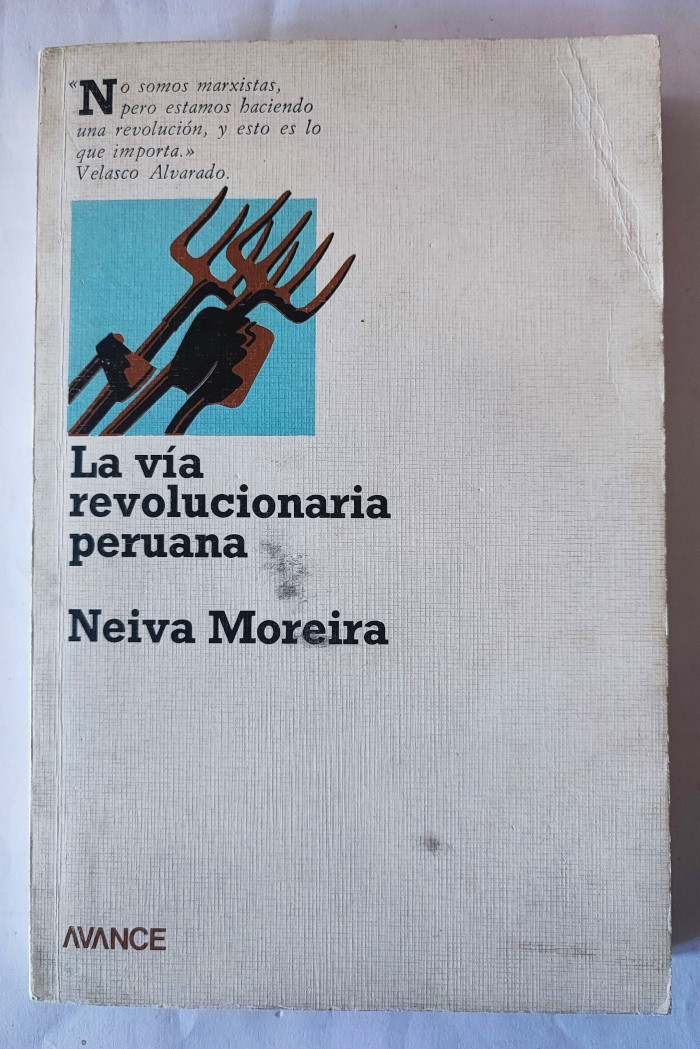 «No somos marxistas,
pero estamos haciendo
una revolución, y esto es lo
que importa.»
Velasco Alvarado.
La vía
revolucionaria
peruana
Neiva Moreira
AVANCE